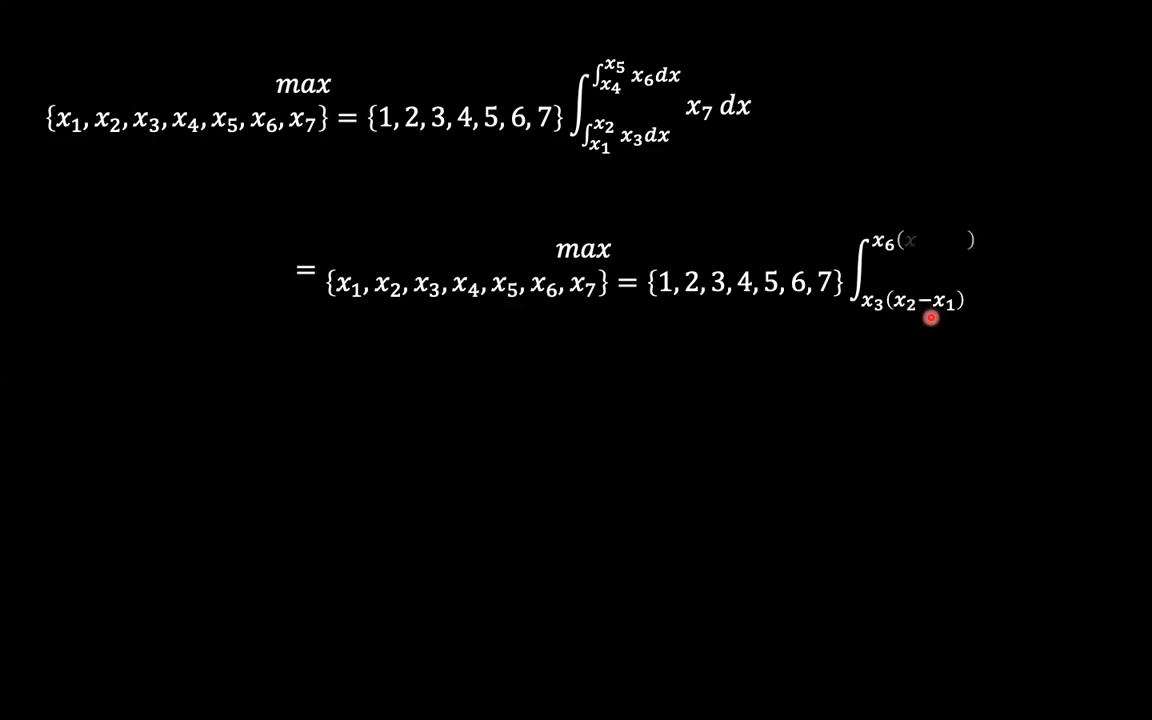 max
{x₁, x₂, x₃, x₄, x₅, x₆, x₇} = {1, 2, 3, 4, 5, 6, 7} ∫_{∫_{x₁}^{x₂} x₃dx}^{∫_{x₄}^{x₅} x₆dx} x₇ dx
max
= {x₁, x₂, x₃, x₄, x₅, x₆, x₇} = {1, 2, 3, 4, 5, 6, 7} ∫_{x₃(x₂−x₁)}^{x₆(x )}